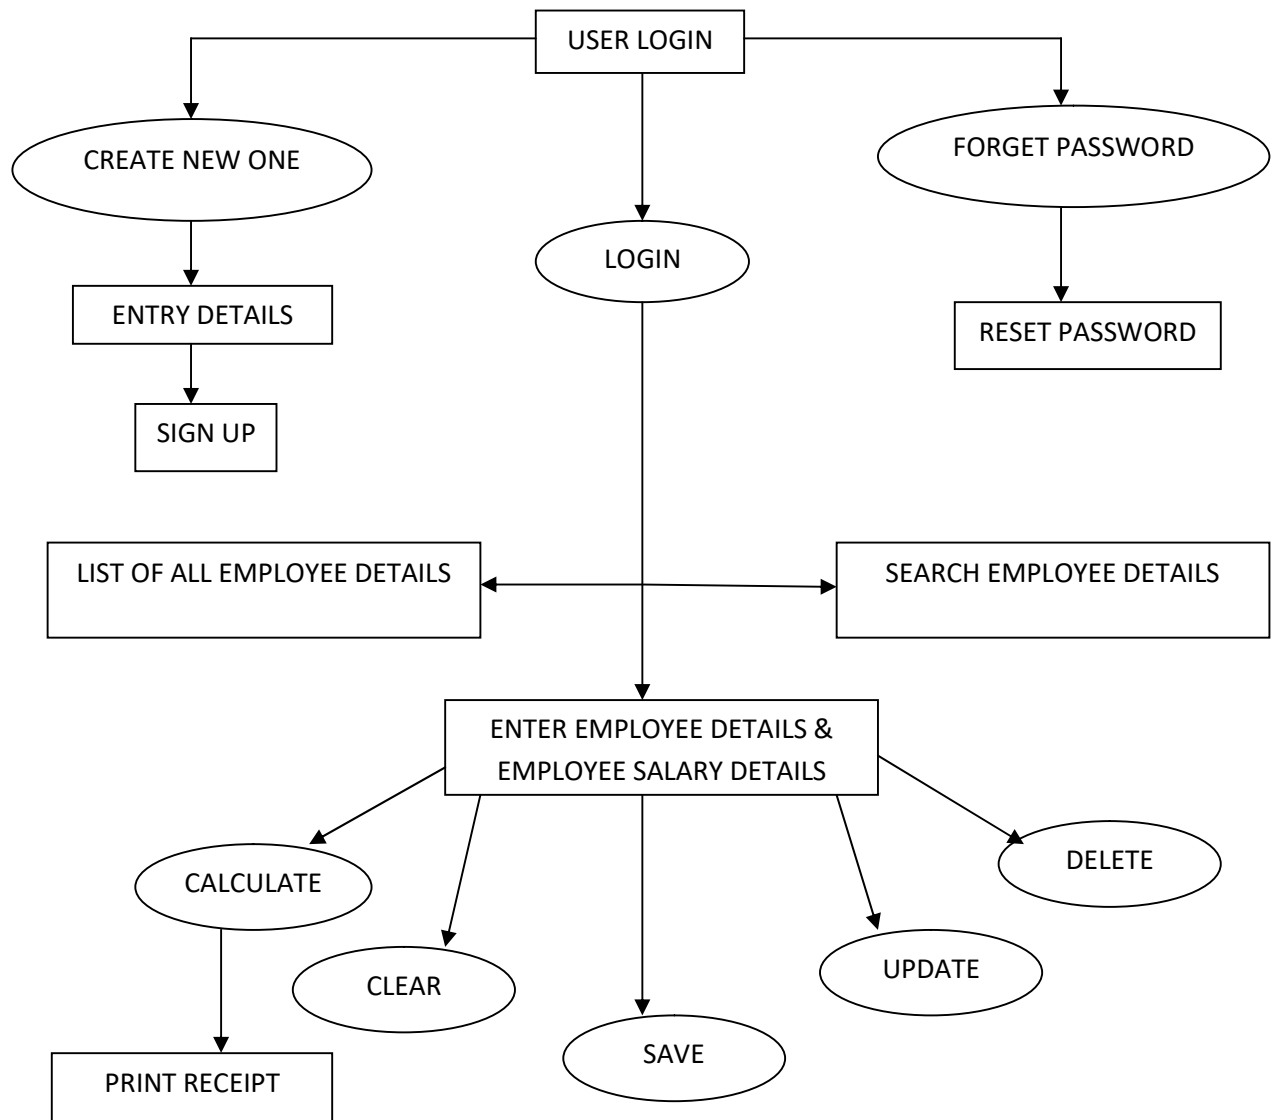 USER LOGIN
CREATE NEW ONE
FORGET PASSWORD
LOGIN
ENTRY DETAILS
RESET PASSWORD
SIGN UP
LIST OF ALL EMPLOYEE DETAILS
SEARCH EMPLOYEE DETAILS
ENTER EMPLOYEE DETAILS &
EMPLOYEE SALARY DETAILS
DELETE
CALCULATE
UPDATE
CLEAR
SAVE
PRINT RECEIPT